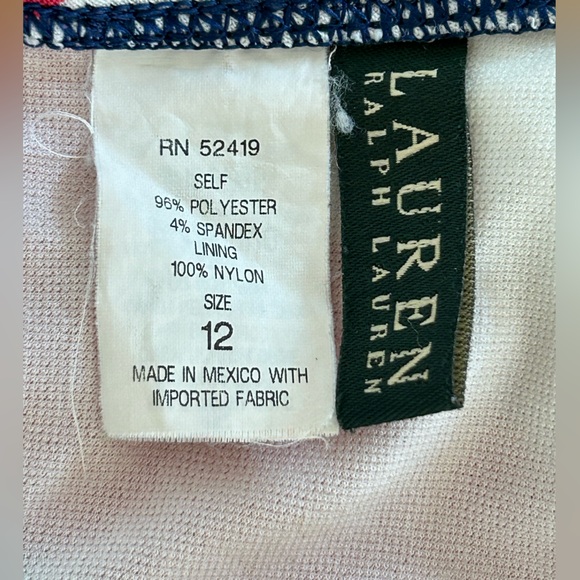 RN 52419
SELF
96% POLYESTER
4% SPANDEX
LINING
100% NYLON
SIZE
12
MADE IN MEXICO WITH
IMPORTED FABRIC
LAUREN
RALPH LAUREN